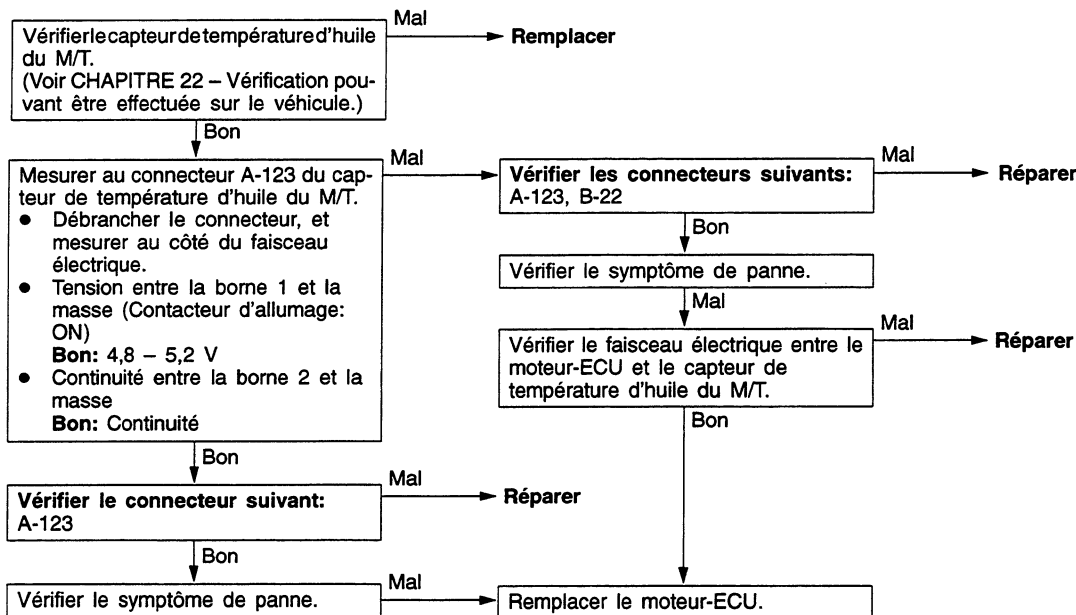 Vérifier le capteur de température d'huile
du M/T.
(Voir CHAPITRE 22 – Vérification pou-
vant être effectuée sur le véhicule.)
Mal
Remplacer
Bon
Mesurer au connecteur A-123 du cap-
teur de température d'huile du M/T.
● Débrancher le connecteur, et
mesurer au côté du faisceau
électrique.
● Tension entre la borne 1 et la
masse (Contacteur d'allumage:
ON)
Bon: 4,8 – 5,2 V
● Continuité entre la borne 2 et la
masse
Bon: Continuité
Mal
Vérifier les connecteurs suivants:
A-123, B-22
Mal
Réparer
Bon
Vérifier le symptôme de panne.
Mal
Vérifier le faisceau électrique entre le
moteur-ECU et le capteur de
température d'huile du M/T.
Mal
Réparer
Bon
Bon
Vérifier le connecteur suivant:
A-123
Mal
Réparer
Bon
Vérifier le symptôme de panne.
Mal
Remplacer le moteur-ECU.